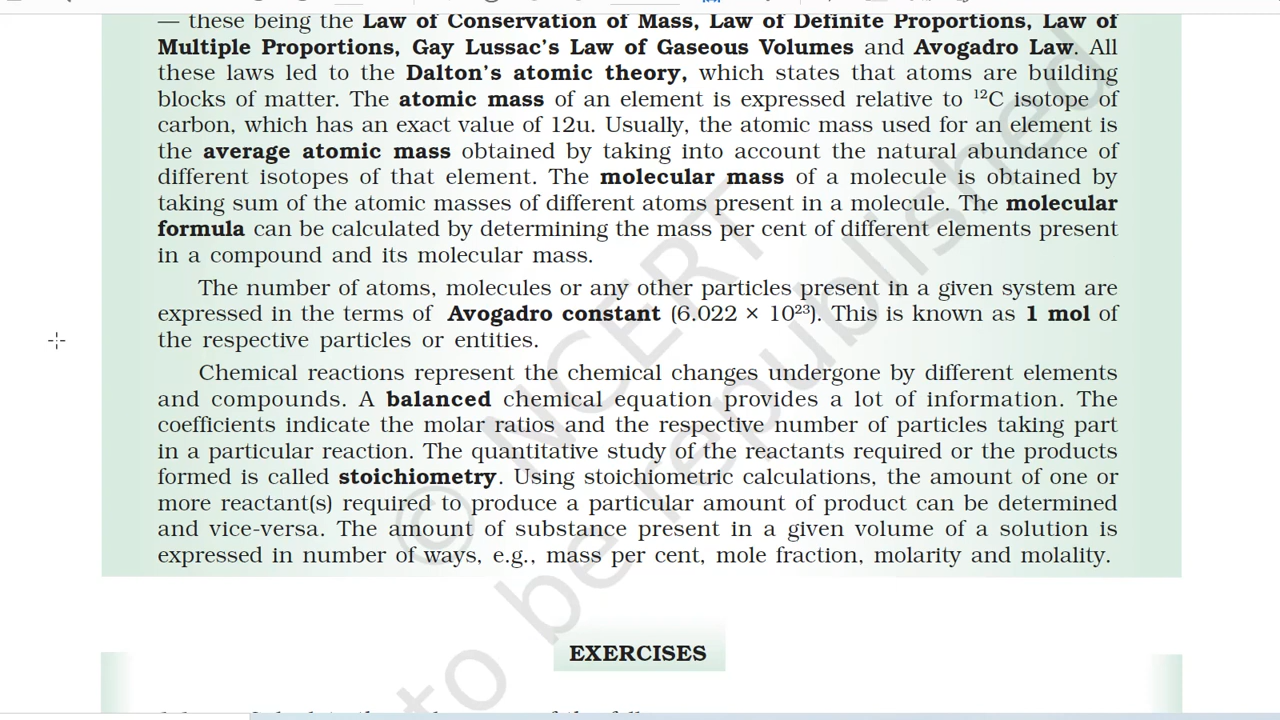 — these being the Law of Conservation of Mass, Law of Definite Proportions, Law of
Multiple Proportions, Gay Lussac's Law of Gaseous Volumes and Avogadro Law. All
these laws led to the Dalton's atomic theory, which states that atoms are building
blocks of matter. The atomic mass of an element is expressed relative to ¹²C isotope of
carbon, which has an exact value of 12u. Usually, the atomic mass used for an element is
the average atomic mass obtained by taking into account the natural abundance of
different isotopes of that element. The molecular mass of a molecule is obtained by
taking sum of the atomic masses of different atoms present in a molecule. The molecular
formula can be calculated by determining the mass per cent of different elements present
in a compound and its molecular mass.
The number of atoms, molecules or any other particles present in a given system are
expressed in the terms of Avogadro constant (6.022 × 10²³). This is known as 1 mol of
the respective particles or entities.
Chemical reactions represent the chemical changes undergone by different elements
and compounds. A balanced chemical equation provides a lot of information. The
coefficients indicate the molar ratios and the respective number of particles taking part
in a particular reaction. The quantitative study of the reactants required or the products
formed is called stoichiometry. Using stoichiometric calculations, the amount of one or
more reactant(s) required to produce a particular amount of product can be determined
and vice-versa. The amount of substance present in a given volume of a solution is
expressed in number of ways, e.g., mass per cent, mole fraction, molarity and molality.
© NCERT
to be republished
EXERCISES